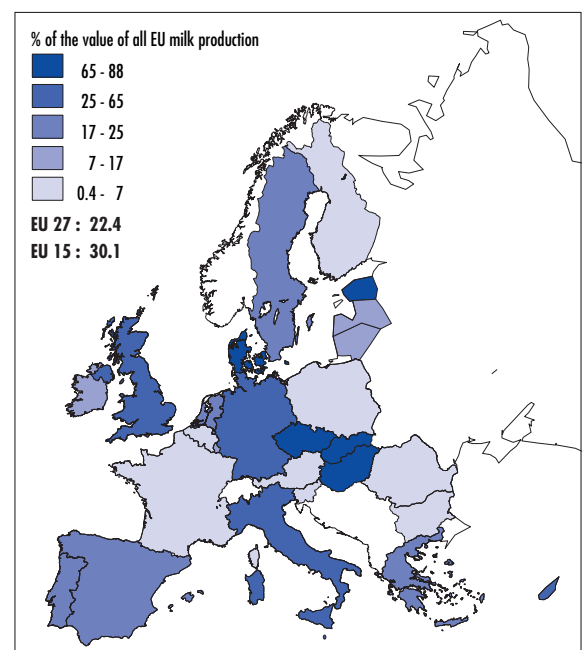 % of the value of all EU milk production
65 - 88
25 - 65
17 - 25
7 - 17
0.4 - 7
EU 27 : 22.4
EU 15 : 30.1